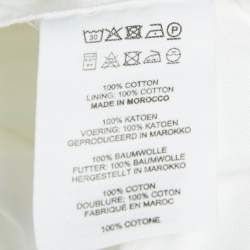 30
P
100% COTTON
LINING: 100% COTTON
MADE IN MOROCCO
100% KATOEN
VOERING: 100% KATOEN
GEPRODUCEERD IN MAROKKO
100% BAUMWOLLE
FUTTER: 100% BAUMWOLLE
HERGESTELLT IN MAROKKO
100% COTON
DOUBLURE: 100% COTON
FABRIQUÉ EN MAROC
100% COTONE